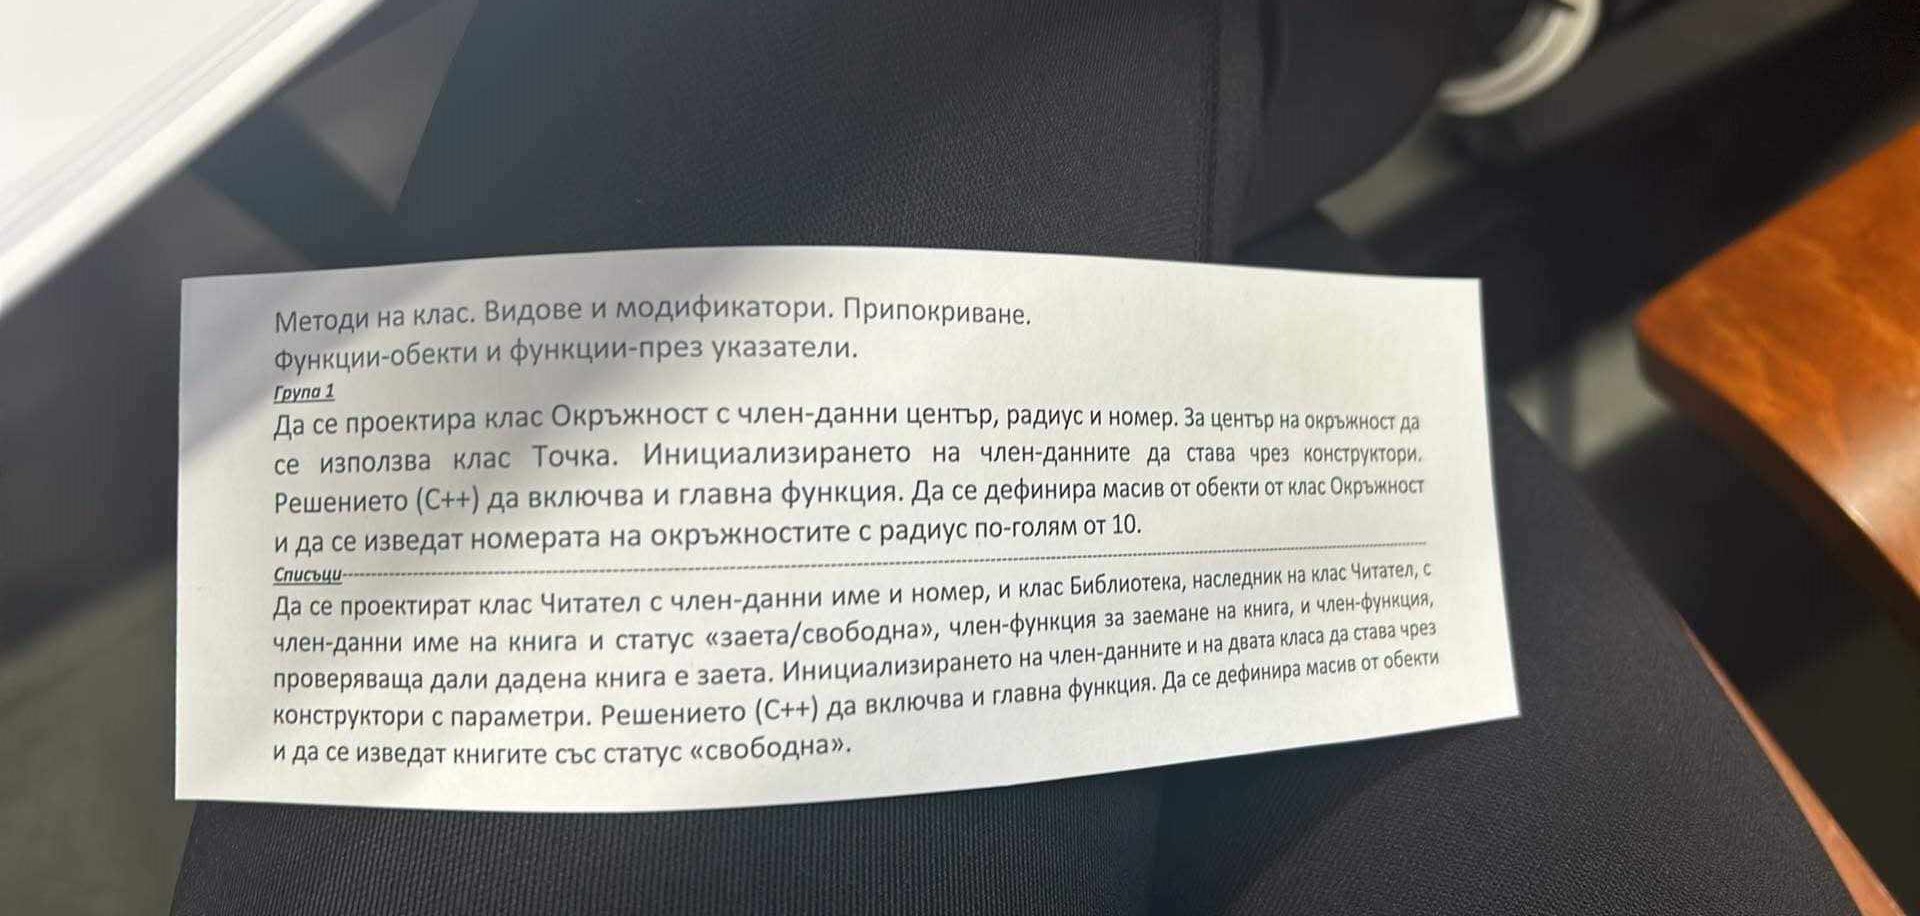 Методи на клас. Видове и модификатори. Припокриване.
Функции-обекти и функции-през указатели.
Група 1
Да се проектира клас Окръжност с член-данни център, радиус и номер. За център на окръжност да
се използва клас Точка. Инициализирането на член-данните да става чрез конструктори.
Решението (C++) да включва и главна функция. Да се дефинира масив от обекти от клас Окръжност
и да се изведат номерата на окръжностите с радиус по-голям от 10.
Списъци--------------------------------------------------------------------------------
Да се проектират клас Читател с член-данни име и номер, и клас Библиотека, наследник на клас Читател, с
член-данни име на книга и статус «заета/свободна», член-функция за заемане на книга, и член-функция,
проверяваща дали дадена книга е заета. Инициализирането на член-данните и на двата класа да става чрез
конструктори с параметри. Решението (C++) да включва и главна функция. Да се дефинира масив от обекти
и да се изведат книгите със статус «свободна».